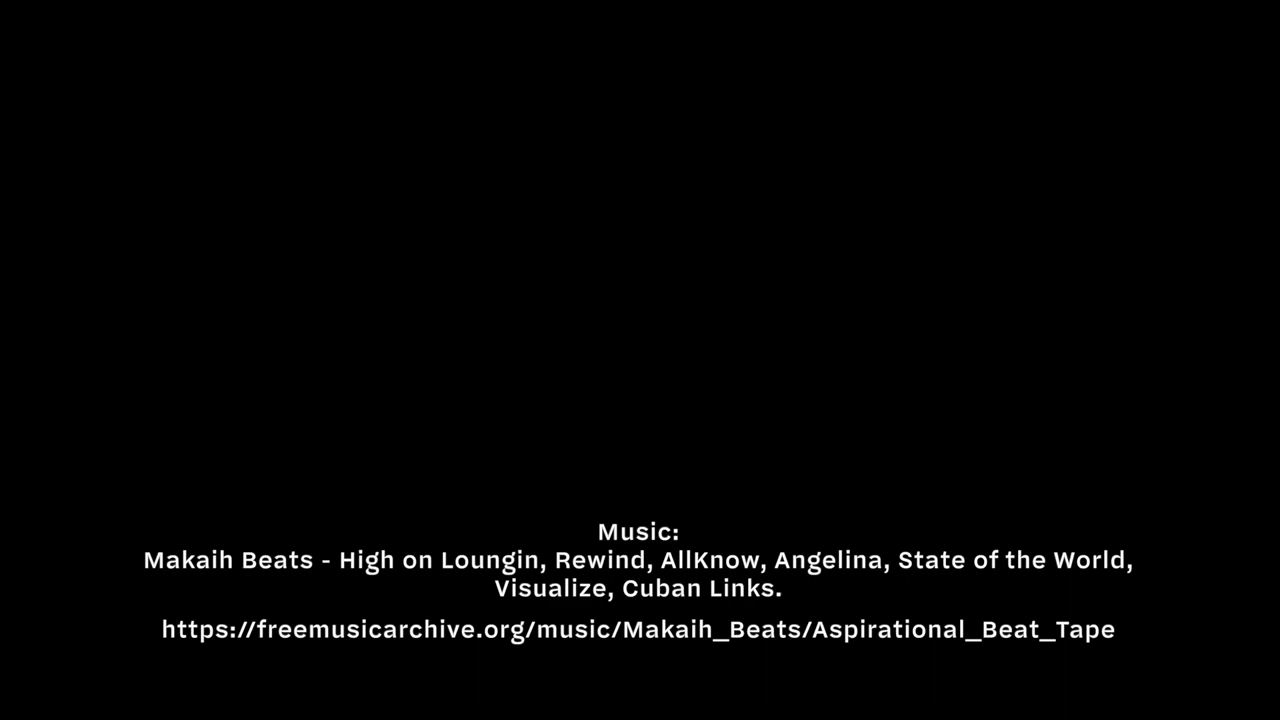 Music:
Makaih Beats - High on Loungin, Rewind, AllKnow, Angelina, State of the World,
Visualize, Cuban Links.
https://freemusicarchive.org/music/Makaih_Beats/Aspirational_Beat_Tape